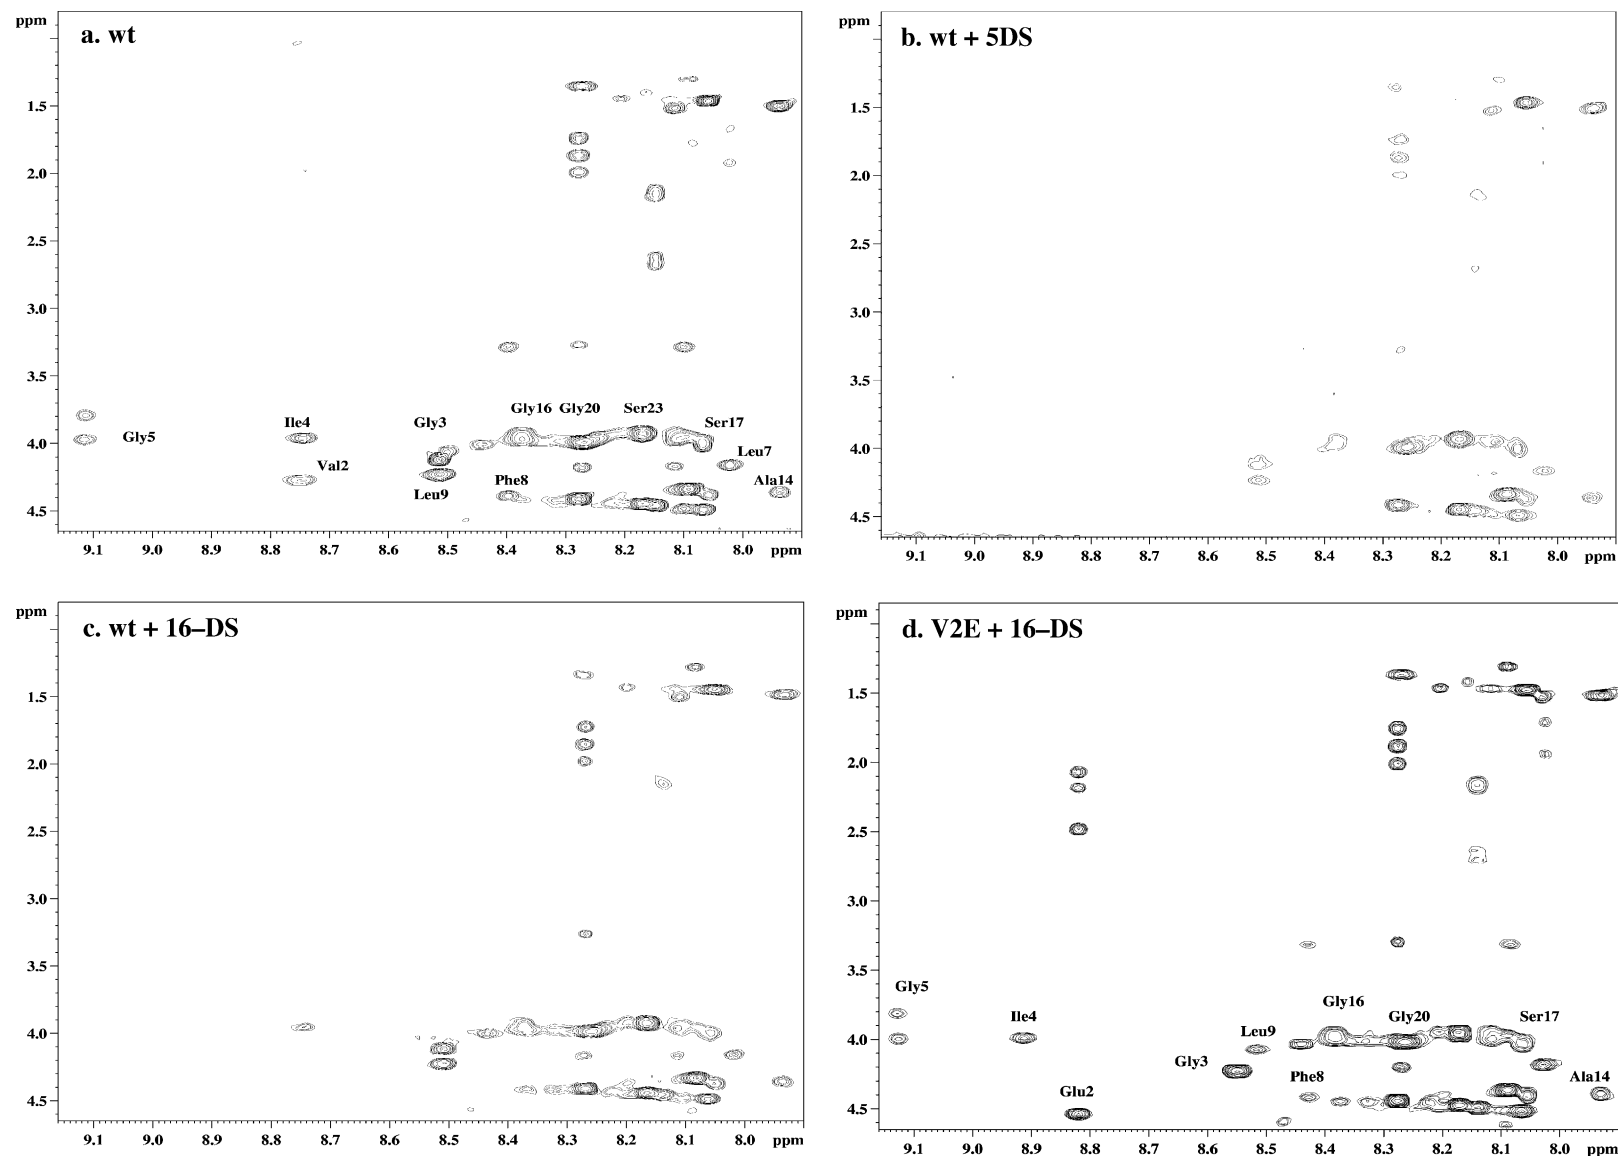 ppm
a. wt
1.5
2.0
2.5
3.0
3.5
4.0
4.5
Gly16 Gly20 Ser23
Gly5 Ile4 Gly3 Ser17
Val2 Leu7
Leu9 Phe8 Ala14
9.1 9.0 8.9 8.8 8.7 8.6 8.5 8.4 8.3 8.2 8.1 8.0 ppm
ppm
b. wt + 5DS
1.5
2.0
2.5
3.0
3.5
4.0
4.5
9.1 9.0 8.9 8.8 8.7 8.6 8.5 8.4 8.3 8.2 8.1 8.0 ppm
ppm
c. wt + 16–DS
1.5
2.0
2.5
3.0
3.5
4.0
4.5
9.1 9.0 8.9 8.8 8.7 8.6 8.5 8.4 8.3 8.2 8.1 8.0 ppm
ppm
d. V2E + 16–DS
1.5
2.0
2.5
3.0
3.5
4.0
4.5
Gly5
Ile4 Leu9 Gly16 Gly20 Ser17
Gly3
Glu2 Phe8 Ala14
9.1 9.0 8.9 8.8 8.7 8.6 8.5 8.4 8.3 8.2 8.1 8.0 ppm